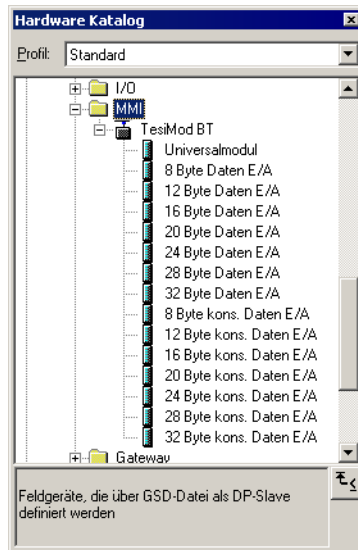 Hardware Katalog
Profil: Standard
I/O
MMI
TesiMod BT
Universalmodul
8 Byte Daten E/A
12 Byte Daten E/A
16 Byte Daten E/A
20 Byte Daten E/A
24 Byte Daten E/A
28 Byte Daten E/A
32 Byte Daten E/A
8 Byte kons. Daten E/A
12 Byte kons. Daten E/A
16 Byte kons. Daten E/A
20 Byte kons. Daten E/A
24 Byte kons. Daten E/A
28 Byte kons. Daten E/A
32 Byte kons. Daten E/A
Gateway
Feldgeräte, die über GSD-Datei als DP-Slave
definiert werden